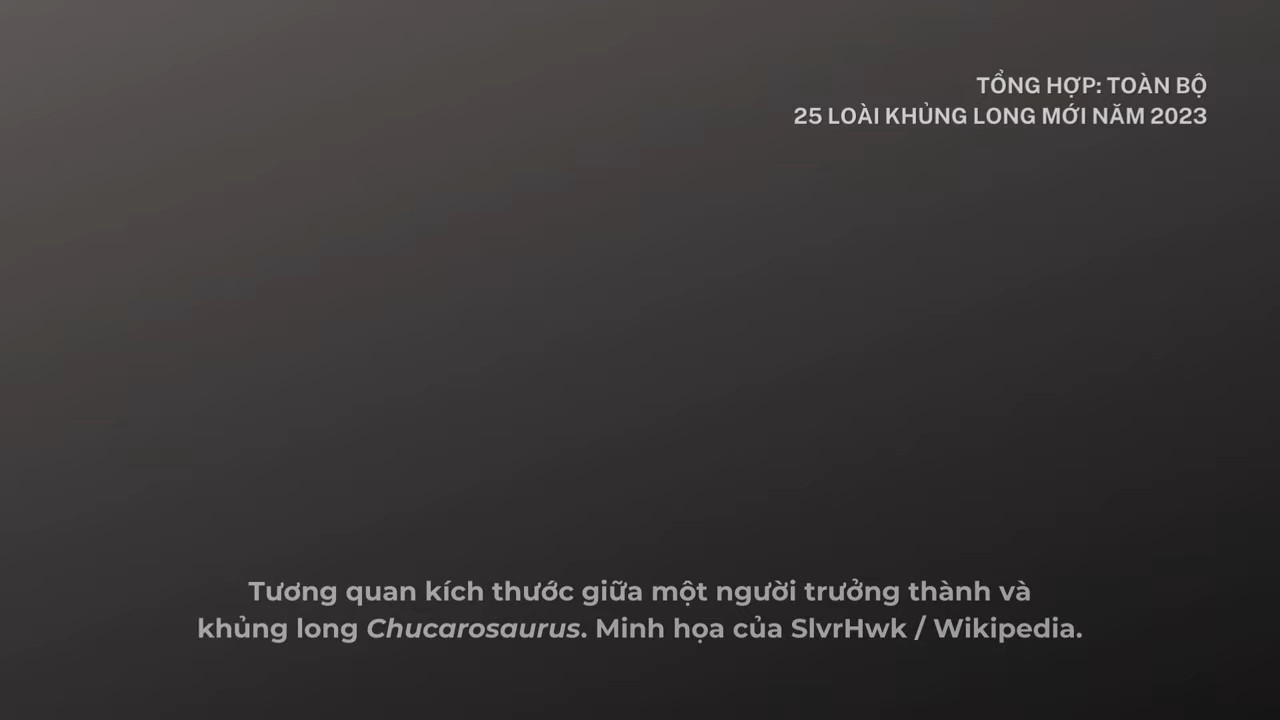 TỔNG HỢP: TOÀN BỘ
25 LOÀI KHỦNG LONG MỚI NĂM 2023
Tương quan kích thước giữa một người trưởng thành và
khủng long Chucarosaurus. Minh họa của SlvrHwk / Wikipedia.